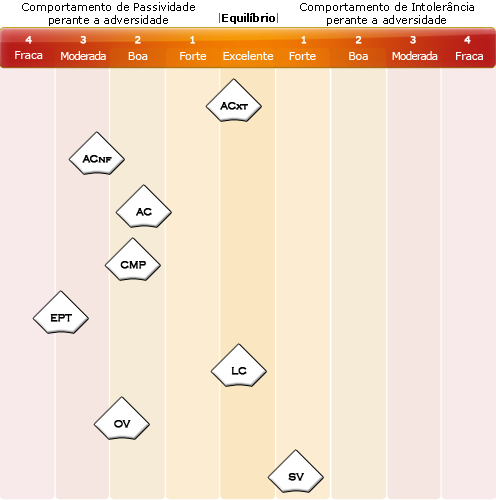 Comportamento de Passividade
perante a adversidade
|Equilíbrio|
Comportamento de Intolerância
perante a adversidade
4 3 2 1 1 2 3 4
Fraca Moderada Boa Forte Excelente Forte Boa Moderada Fraca
ACXT
ACNF
AC
CMP
EPT
LC
OV
SV